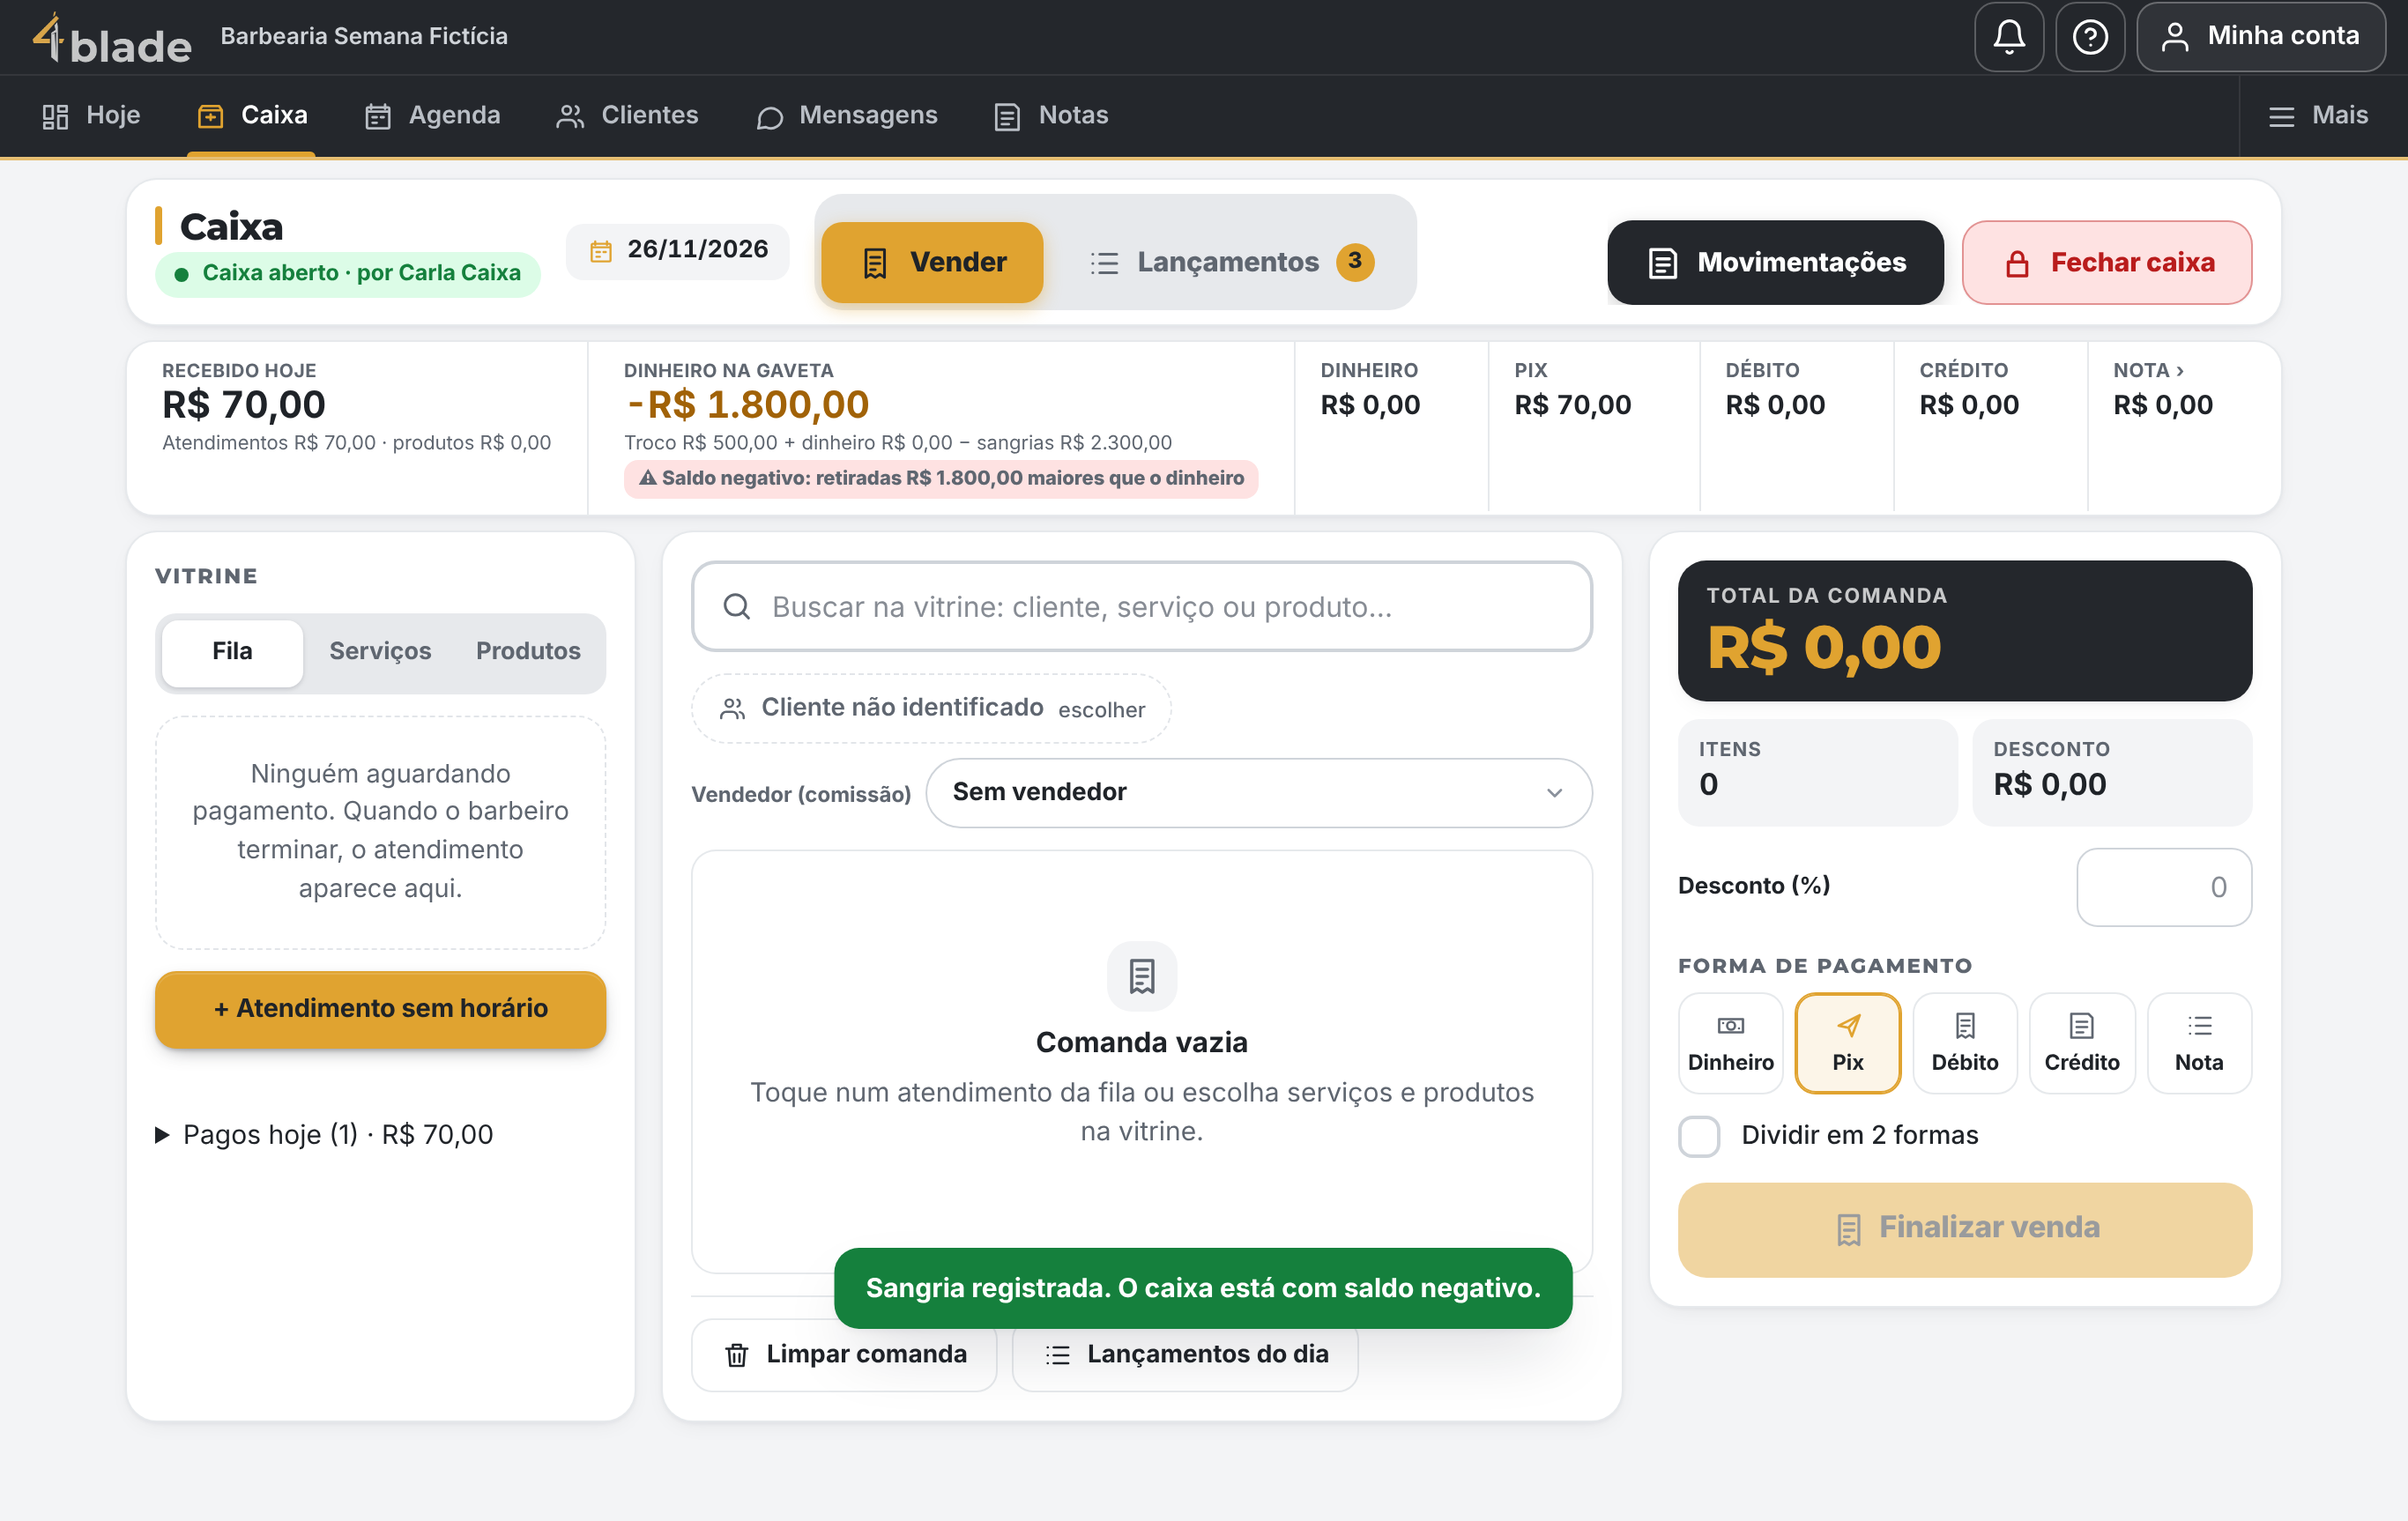 4blade
Barbearia Semana Fictícia
Minha conta
Hoje
Caixa
Agenda
Clientes
Mensagens
Notas
Mais
Caixa
Caixa aberto · por Carla Caixa
26/11/2026
Vender
Lançamentos 3
Movimentações
Fechar caixa
RECEBIDO HOJE
R$ 70,00
Atendimentos R$ 70,00 · produtos R$ 0,00
DINHEIRO NA GAVETA
-R$ 1.800,00
Troco R$ 500,00 + dinheiro R$ 0,00 − sangrias R$ 2.300,00
⚠ Saldo negativo: retiradas R$ 1.800,00 maiores que o dinheiro
DINHEIRO
R$ 0,00
PIX
R$ 70,00
DÉBITO
R$ 0,00
CRÉDITO
R$ 0,00
NOTA ›
R$ 0,00
VITRINE
Fila
Serviços
Produtos
Ninguém aguardando
pagamento. Quando o barbeiro
terminar, o atendimento
aparece aqui.
+ Atendimento sem horário
▶ Pagos hoje (1) · R$ 70,00
Buscar na vitrine: cliente, serviço ou produto...
Cliente não identificado escolher
Vendedor (comissão)
Sem vendedor
Comanda vazia
Toque num atendimento da fila ou escolha serviços e produtos
na vitrine.
Sangria registrada. O caixa está com saldo negativo.
Limpar comanda
Lançamentos do dia
TOTAL DA COMANDA
R$ 0,00
ITENS
0
DESCONTO
R$ 0,00
Desconto (%)
0
FORMA DE PAGAMENTO
Dinheiro
Pix
Débito
Crédito
Nota
Dividir em 2 formas
Finalizar venda